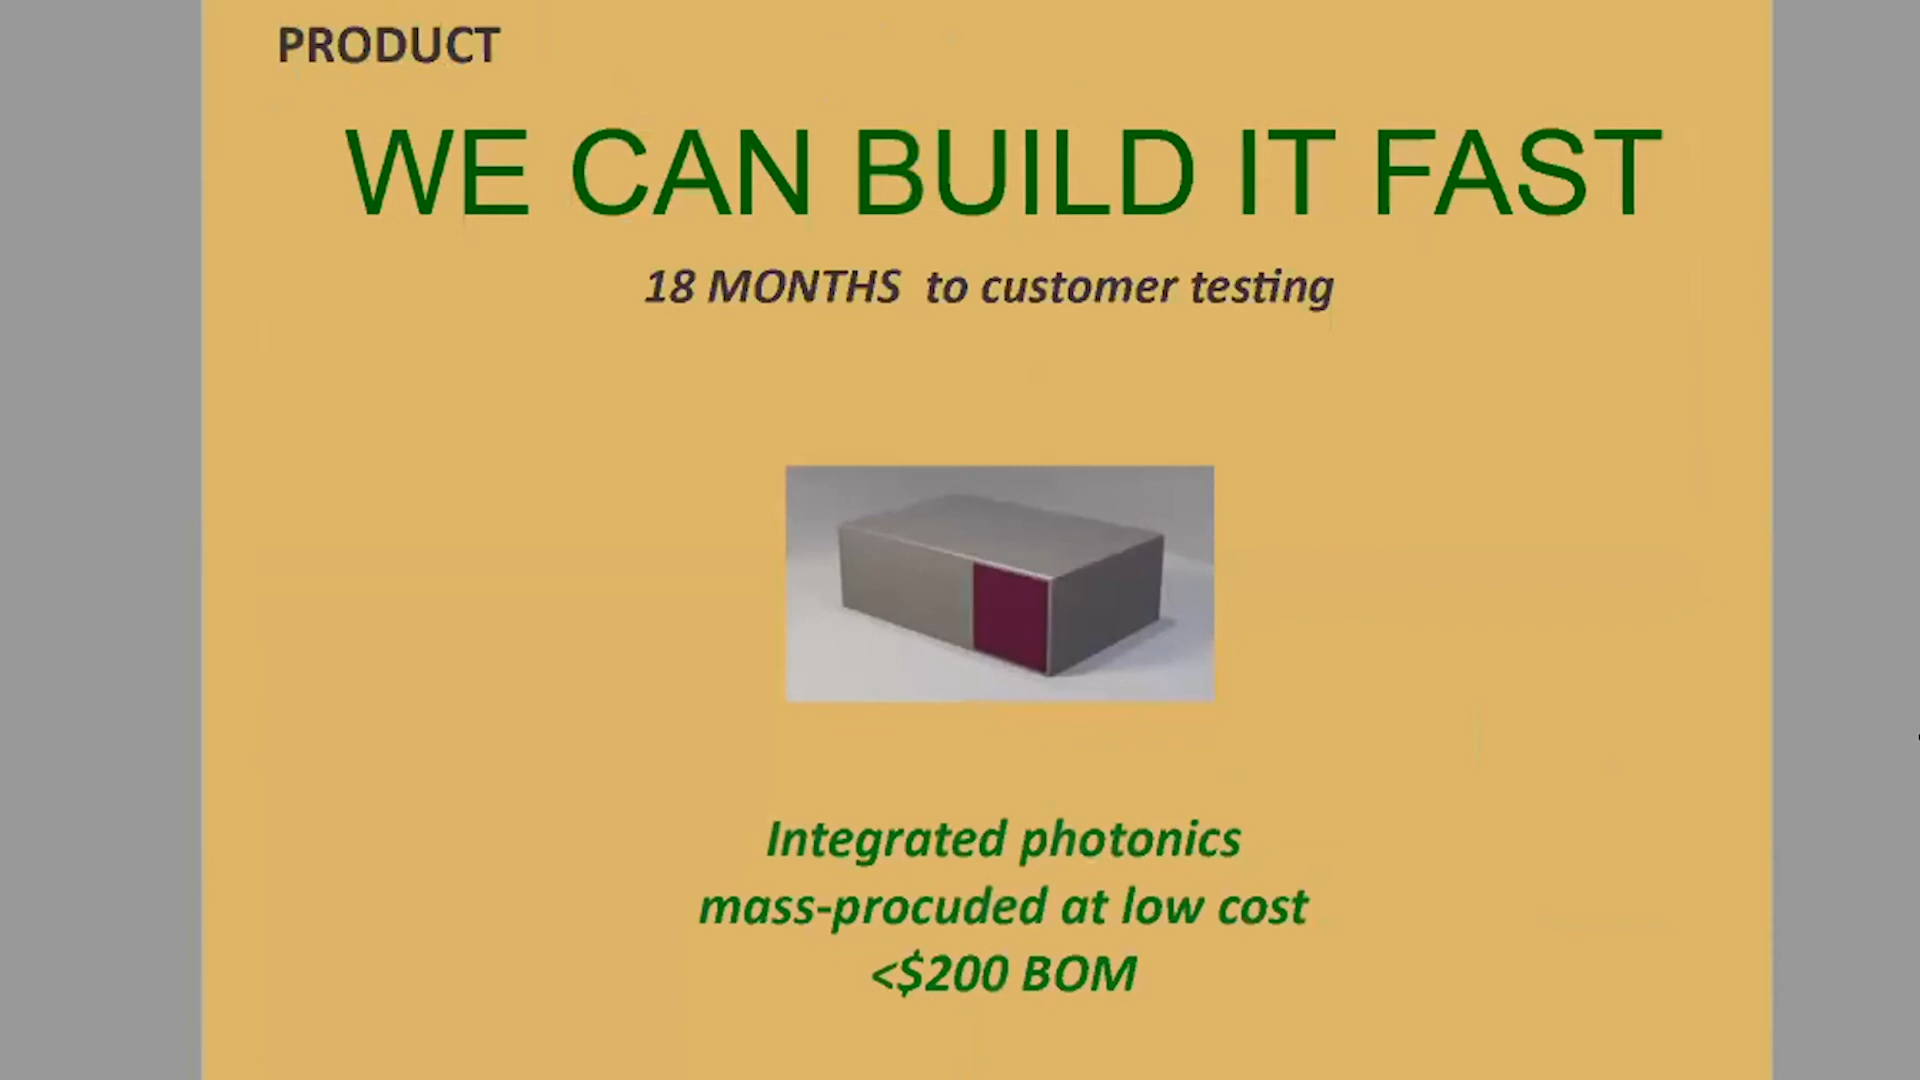 PRODUCT
WE CAN BUILD IT FAST
18 MONTHS to customer testing
Integrated photonics
mass-procuded at low cost
<$200 BOM